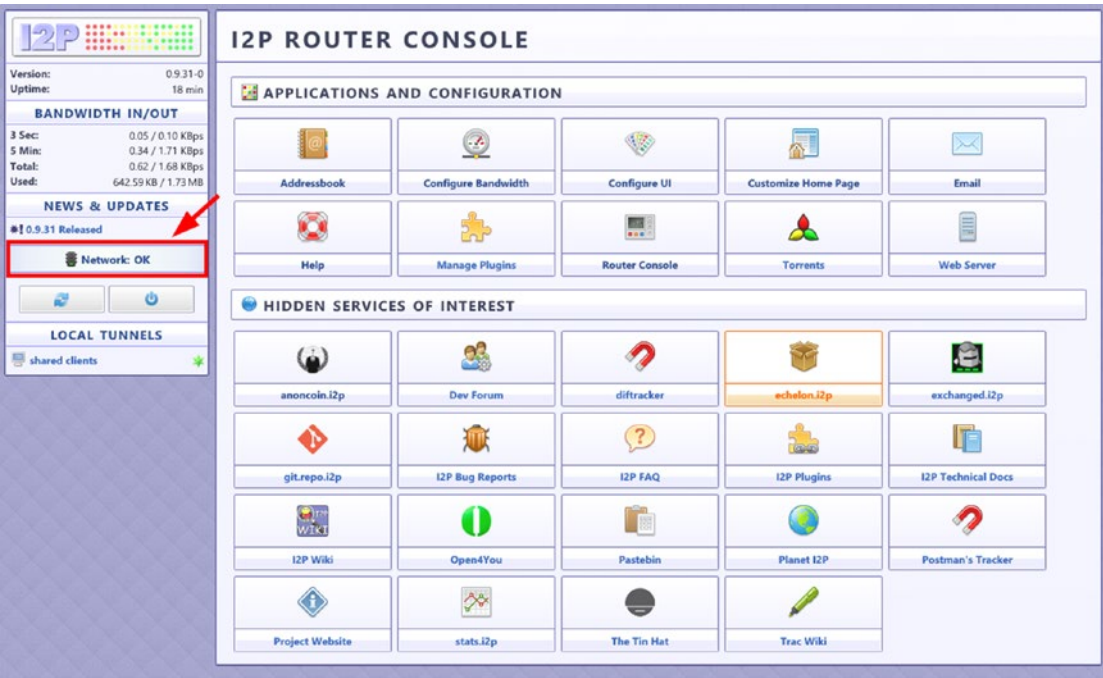 I2P
Version: 0.9.31-0
Uptime: 18 min
BANDWIDTH IN/OUT
3 Sec: 0.05 / 0.10 KBps
5 Min: 0.34 / 1.71 KBps
Total: 0.62 / 1.68 KBps
Used: 642.59 KB / 1.73 MB
NEWS & UPDATES
0.9.31 Released
Network: OK
LOCAL TUNNELS
shared clients
I2P ROUTER CONSOLE
APPLICATIONS AND CONFIGURATION
Addressbook Configure Bandwidth Configure UI Customize Home Page Email
Help Manage Plugins Router Console Torrents Web Server
HIDDEN SERVICES OF INTEREST
anoncoin.i2p Dev Forum diftracker echelon.i2p exchanged.i2p
git.repo.i2p I2P Bug Reports I2P FAQ I2P Plugins I2P Technical Docs
WIKI
I2P Wiki Open4You Pastebin Planet I2P Postman's Tracker
Project Website stats.i2p The Tin Hat Trac Wiki